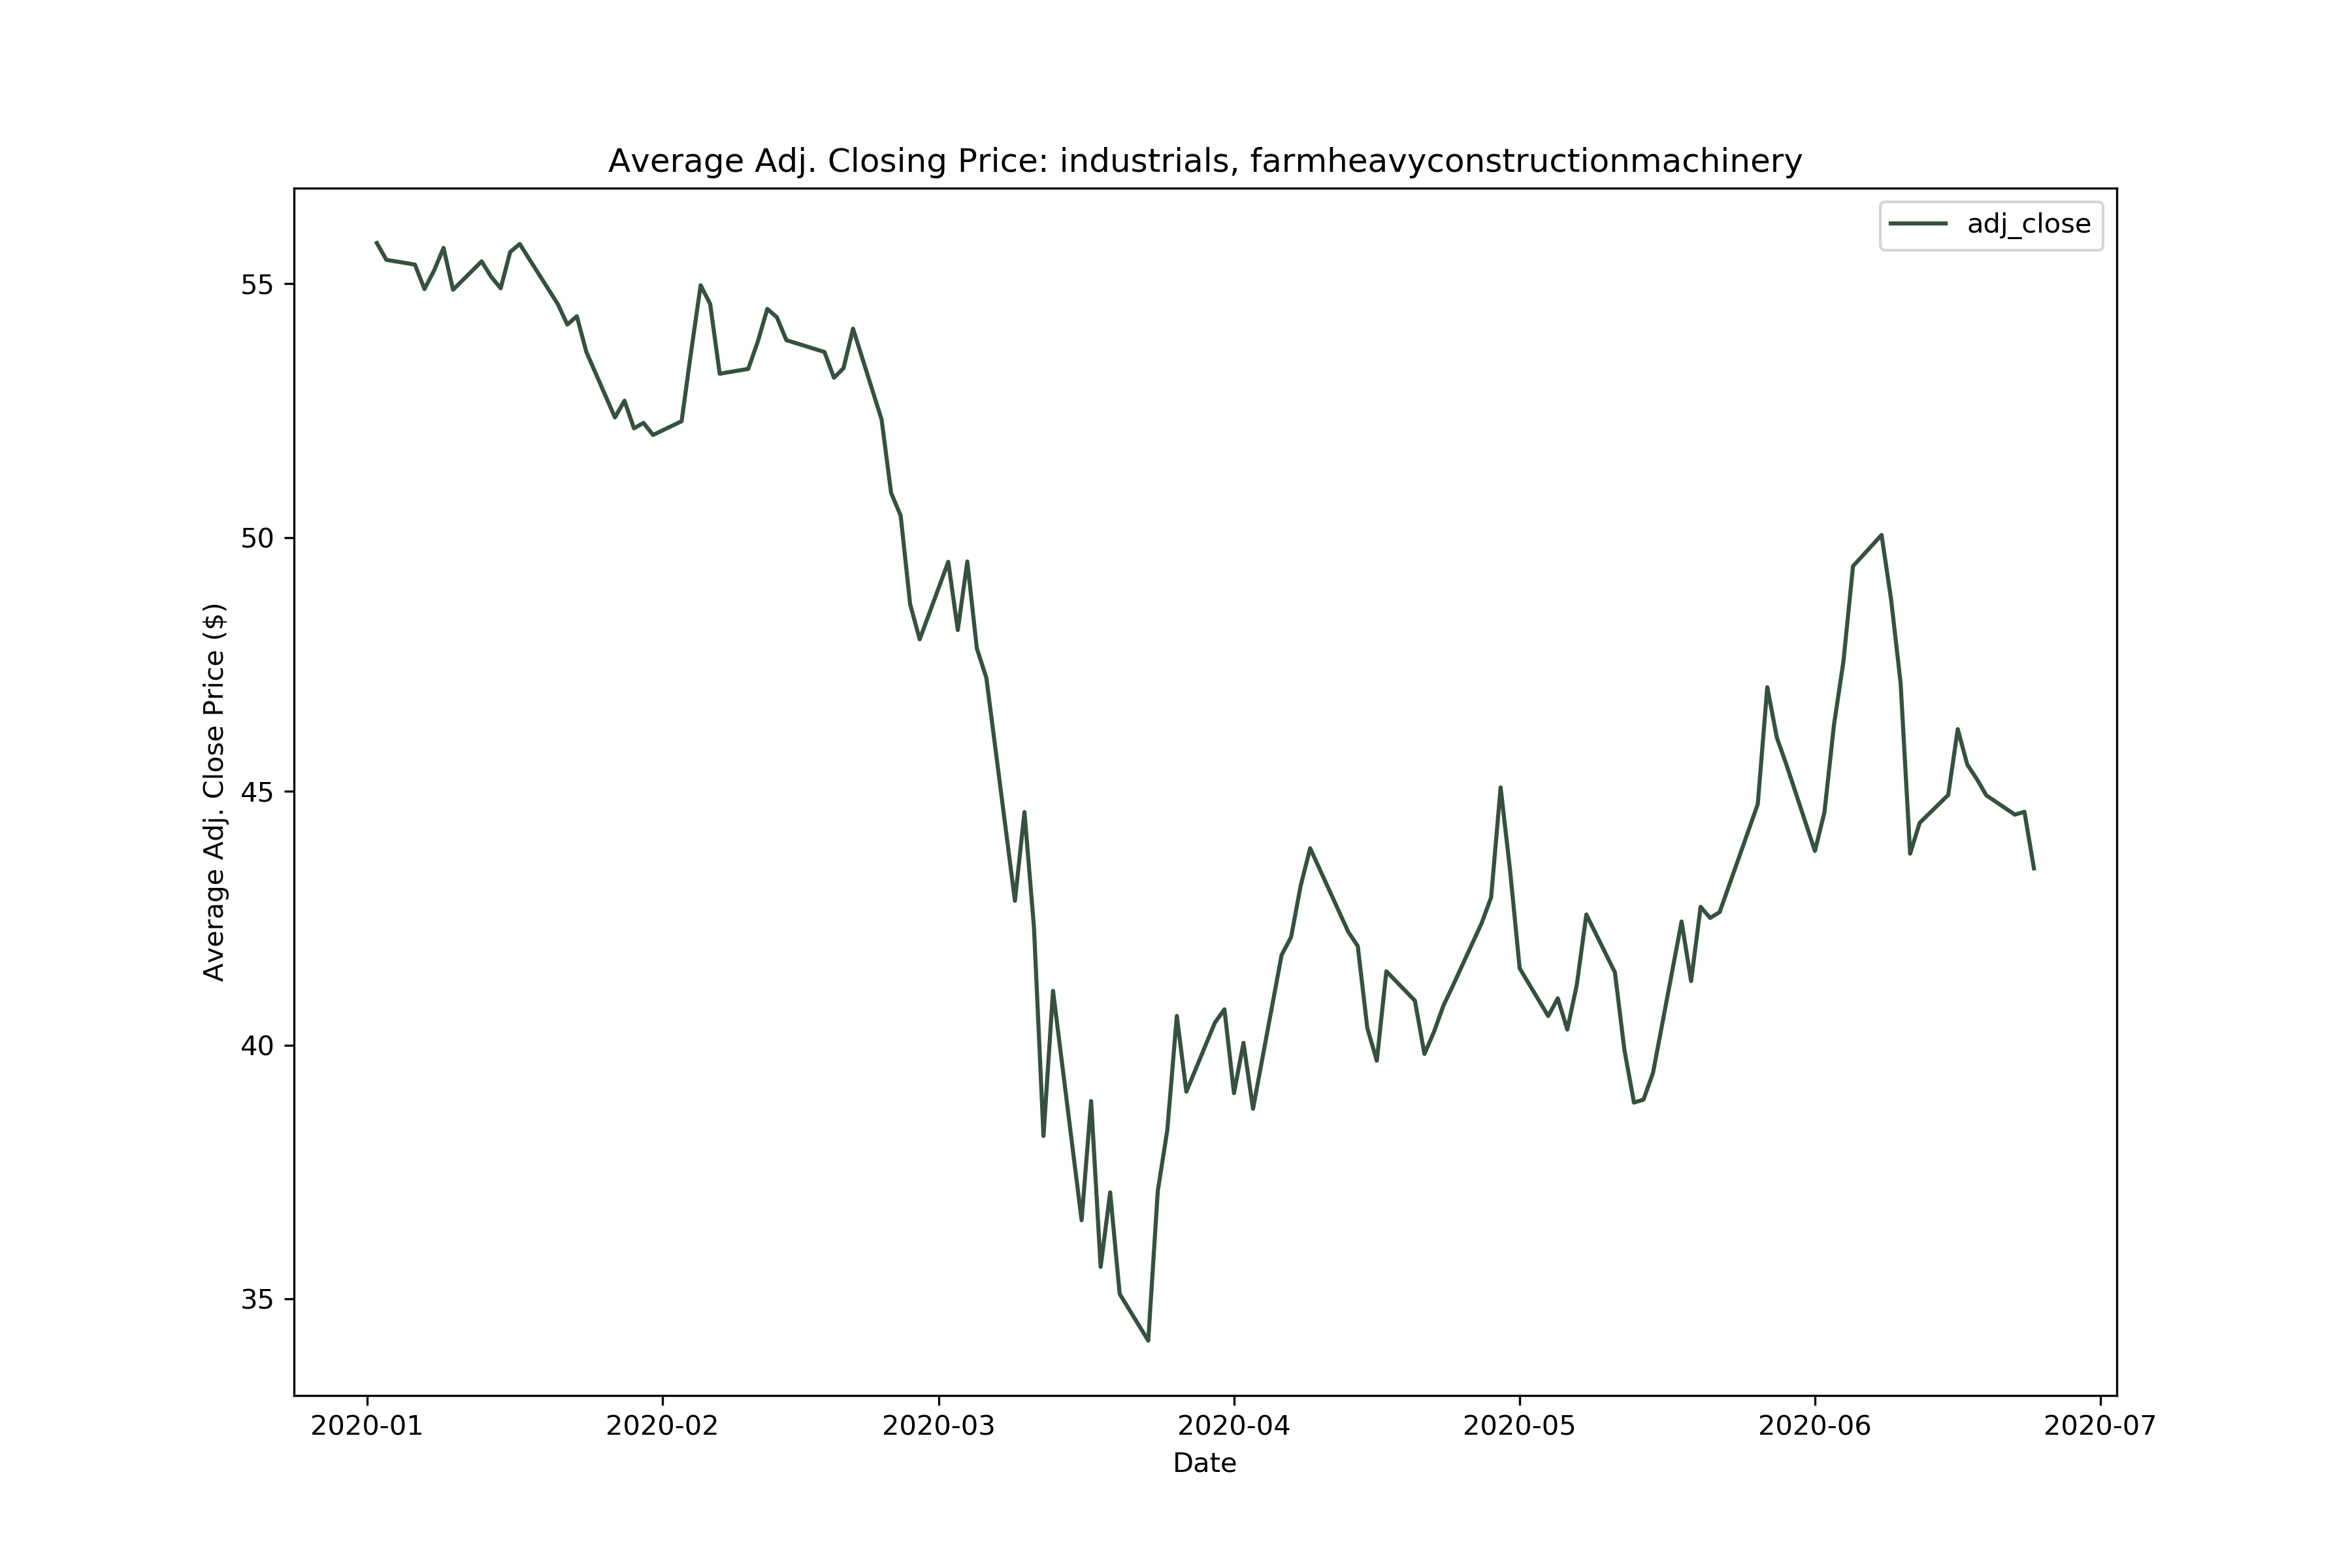 Average Adj. Closing Price: industrials, farmheavyconstructionmachinery
adj_close
55
50
45
40
35
Average Adj. Close Price ($)
2020-01 2020-02 2020-03 2020-04 2020-05 2020-06 2020-07
Date